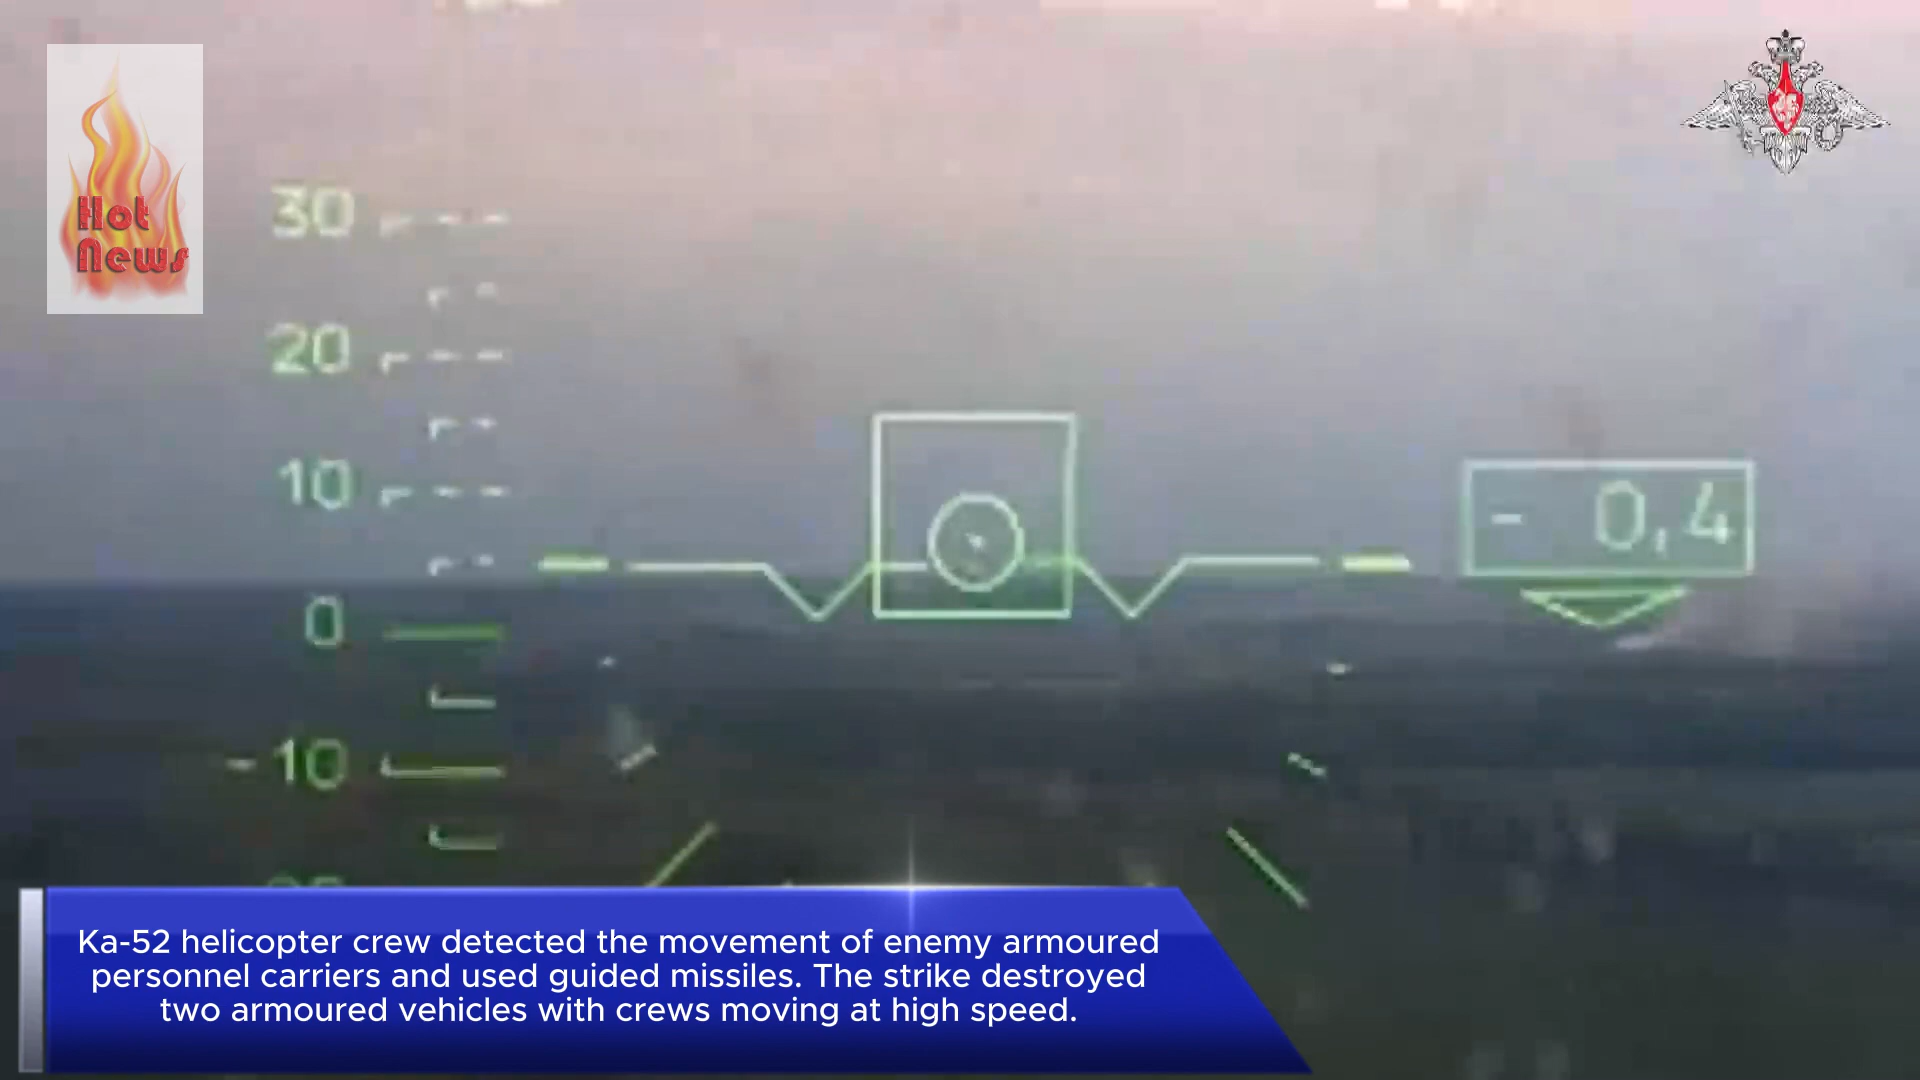 Hot
News
30
20
10
0
- 10
- 0,4
Ka-52 helicopter crew detected the movement of enemy armoured
personnel carriers and used guided missiles. The strike destroyed
two armoured vehicles with crews moving at high speed.